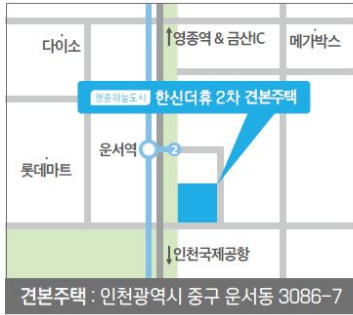 다이소
↑영종역 & 금산IC
메가박스
영종하늘도시 한신더휴 2차 견본주택
운서역
2
롯데마트
↓인천국제공항
견본주택 : 인천광역시 중구 운서동 3086-7